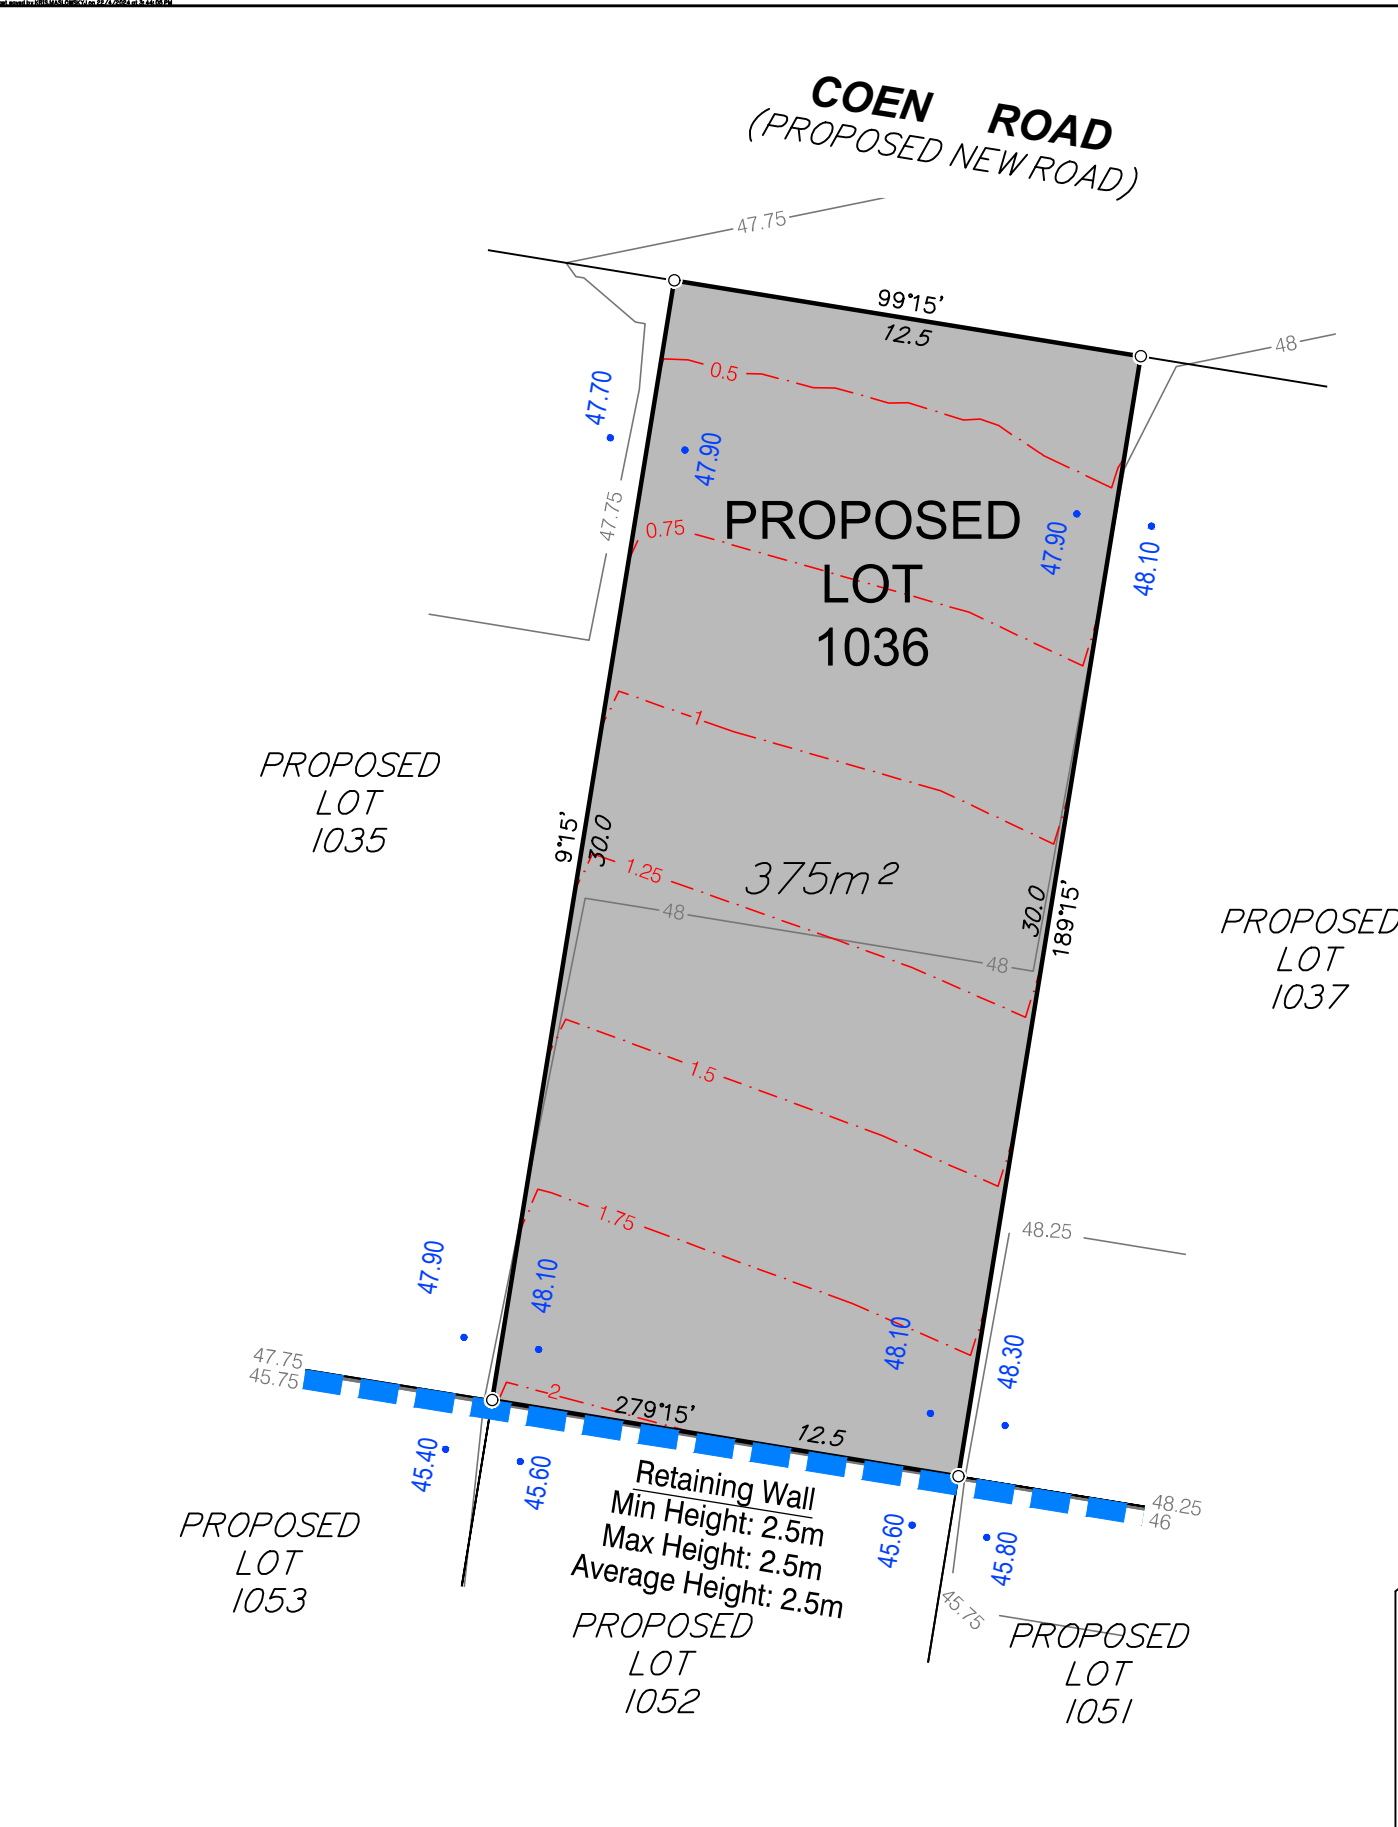 COEN ROAD
(PROPOSED NEW ROAD)
47.75
99°15'
12.5
48
0.5
47.70
47.90
47.75
0.75
PROPOSED
LOT
1036
47.90
48.10
1
PROPOSED
LOT
1035
9°15'
30.0
1.25
375m²
30.0
189°15'
48
48
PROPOSED
LOT
1037
1.5
1.75
48.25
47.90
48.10
48.10
48.30
47.75
45.75
2
279°15'
12.5
45.40
45.60
Retaining Wall
Min Height: 2.5m
Max Height: 2.5m
Average Height: 2.5m
45.60
45.80
48.25
46
45.75
PROPOSED
LOT
1053
PROPOSED
LOT
1052
PROPOSED
LOT
1051